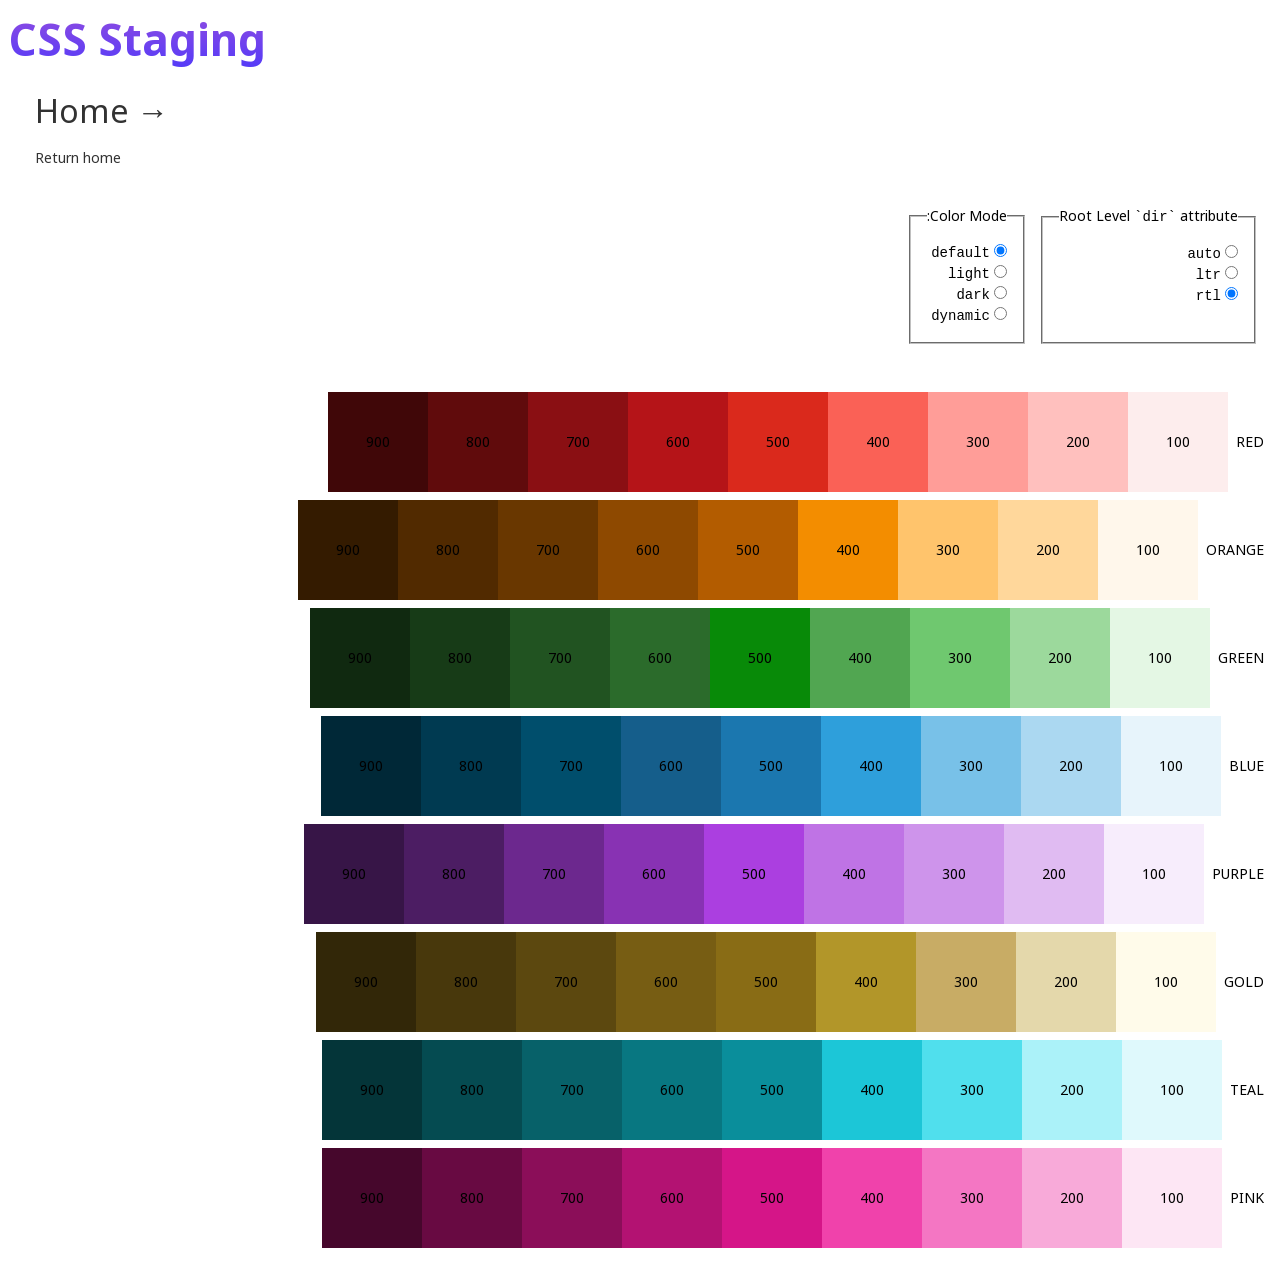 CSS Staging
Home →
Return home
:Color Mode
default
light
dark
dynamic
Root Level `dir` attribute
auto
ltr
rtl
900 800 700 600 500 400 300 200 100 RED
900 800 700 600 500 400 300 200 100 ORANGE
900 800 700 600 500 400 300 200 100 GREEN
900 800 700 600 500 400 300 200 100 BLUE
900 800 700 600 500 400 300 200 100 PURPLE
900 800 700 600 500 400 300 200 100 GOLD
900 800 700 600 500 400 300 200 100 TEAL
900 800 700 600 500 400 300 200 100 PINK